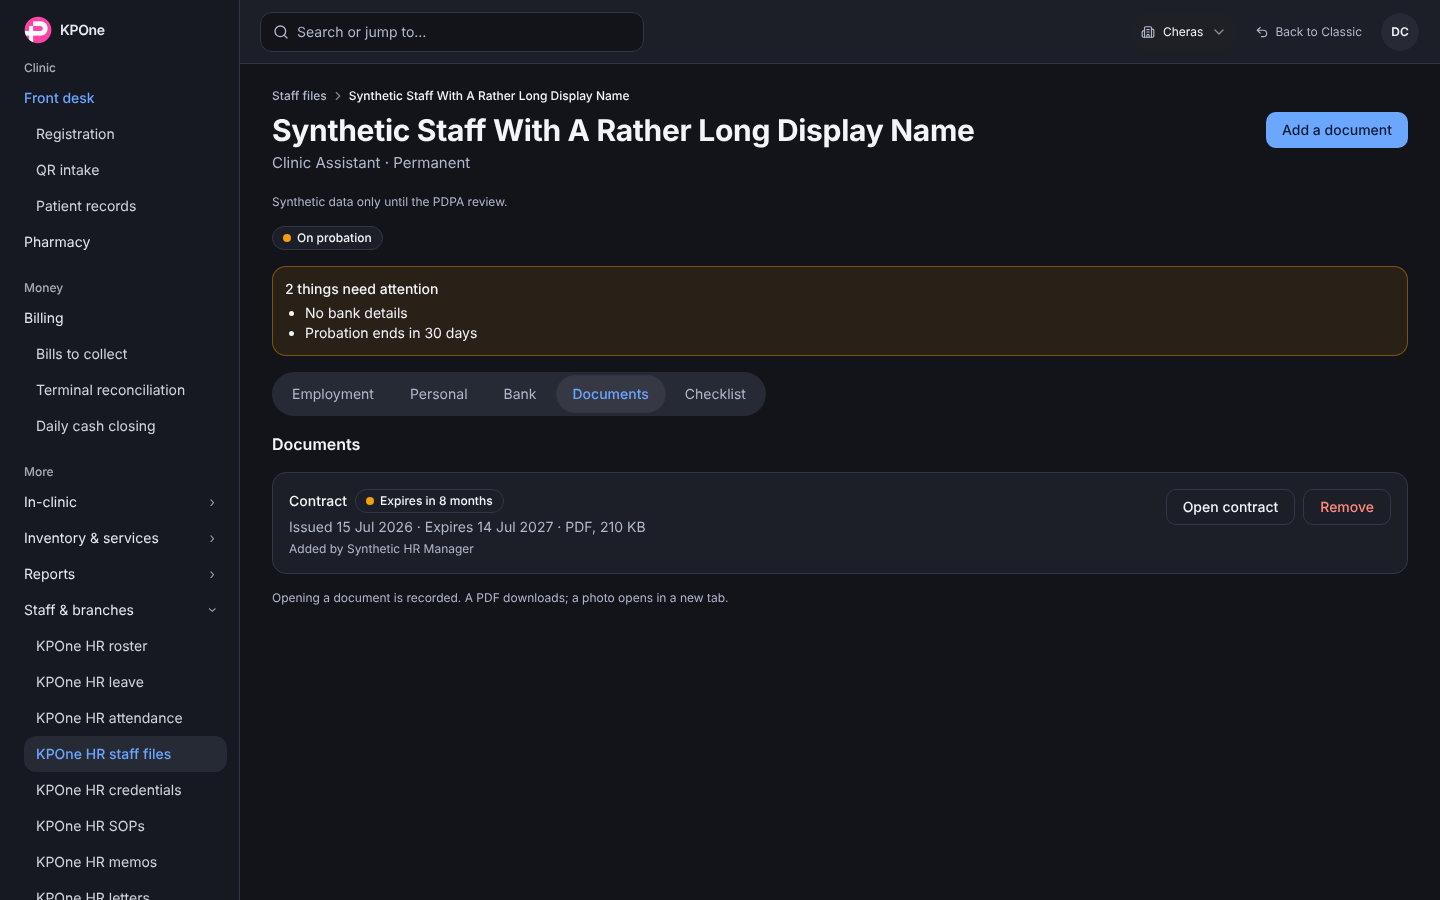 KPOne
Clinic
Front desk
Registration
QR intake
Patient records
Pharmacy
Money
Billing
Bills to collect
Terminal reconciliation
Daily cash closing
More
In-clinic
Inventory & services
Reports
Staff & branches
KPOne HR roster
KPOne HR leave
KPOne HR attendance
KPOne HR staff files
KPOne HR credentials
KPOne HR SOPs
KPOne HR memos
KPOne HR letters
Search or jump to...
Cheras
Back to Classic
DC
Staff files > Synthetic Staff With A Rather Long Display Name
Synthetic Staff With A Rather Long Display Name
Add a document
Clinic Assistant · Permanent
Synthetic data only until the PDPA review.
On probation
2 things need attention
• No bank details
• Probation ends in 30 days
Employment Personal Bank Documents Checklist
Documents
Contract Expires in 8 months
Issued 15 Jul 2026 · Expires 14 Jul 2027 · PDF, 210 KB
Added by Synthetic HR Manager
Open contract Remove
Opening a document is recorded. A PDF downloads; a photo opens in a new tab.